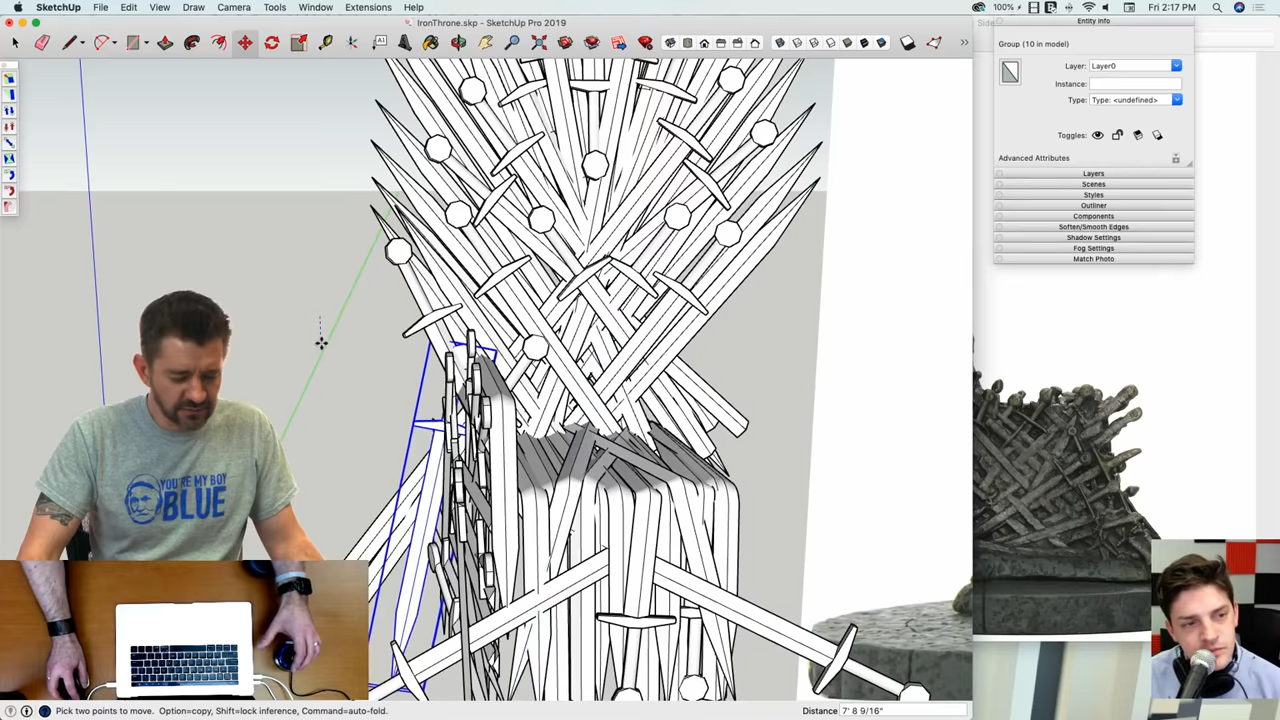 SketchUp File Edit View Draw Camera Tools Window Extensions Help
100% Fri 2:17 PM
IronThrone.skp - SketchUp Pro 2019
Side
Entity Info
Group (10 in model)
Layer: Layer0
Instance:
Type: Type: <undefined>
Toggles:
Advanced Attributes
Layers
Scenes
Styles
Outliner
Components
Soften/Smooth Edges
Shadow Settings
Fog Settings
Match Photo
YOU'RE MY BOY
BLUE
Pick two points to move. Option=copy, Shift=lock inference, Command=auto-fold.
Distance 7' 8 9/16"